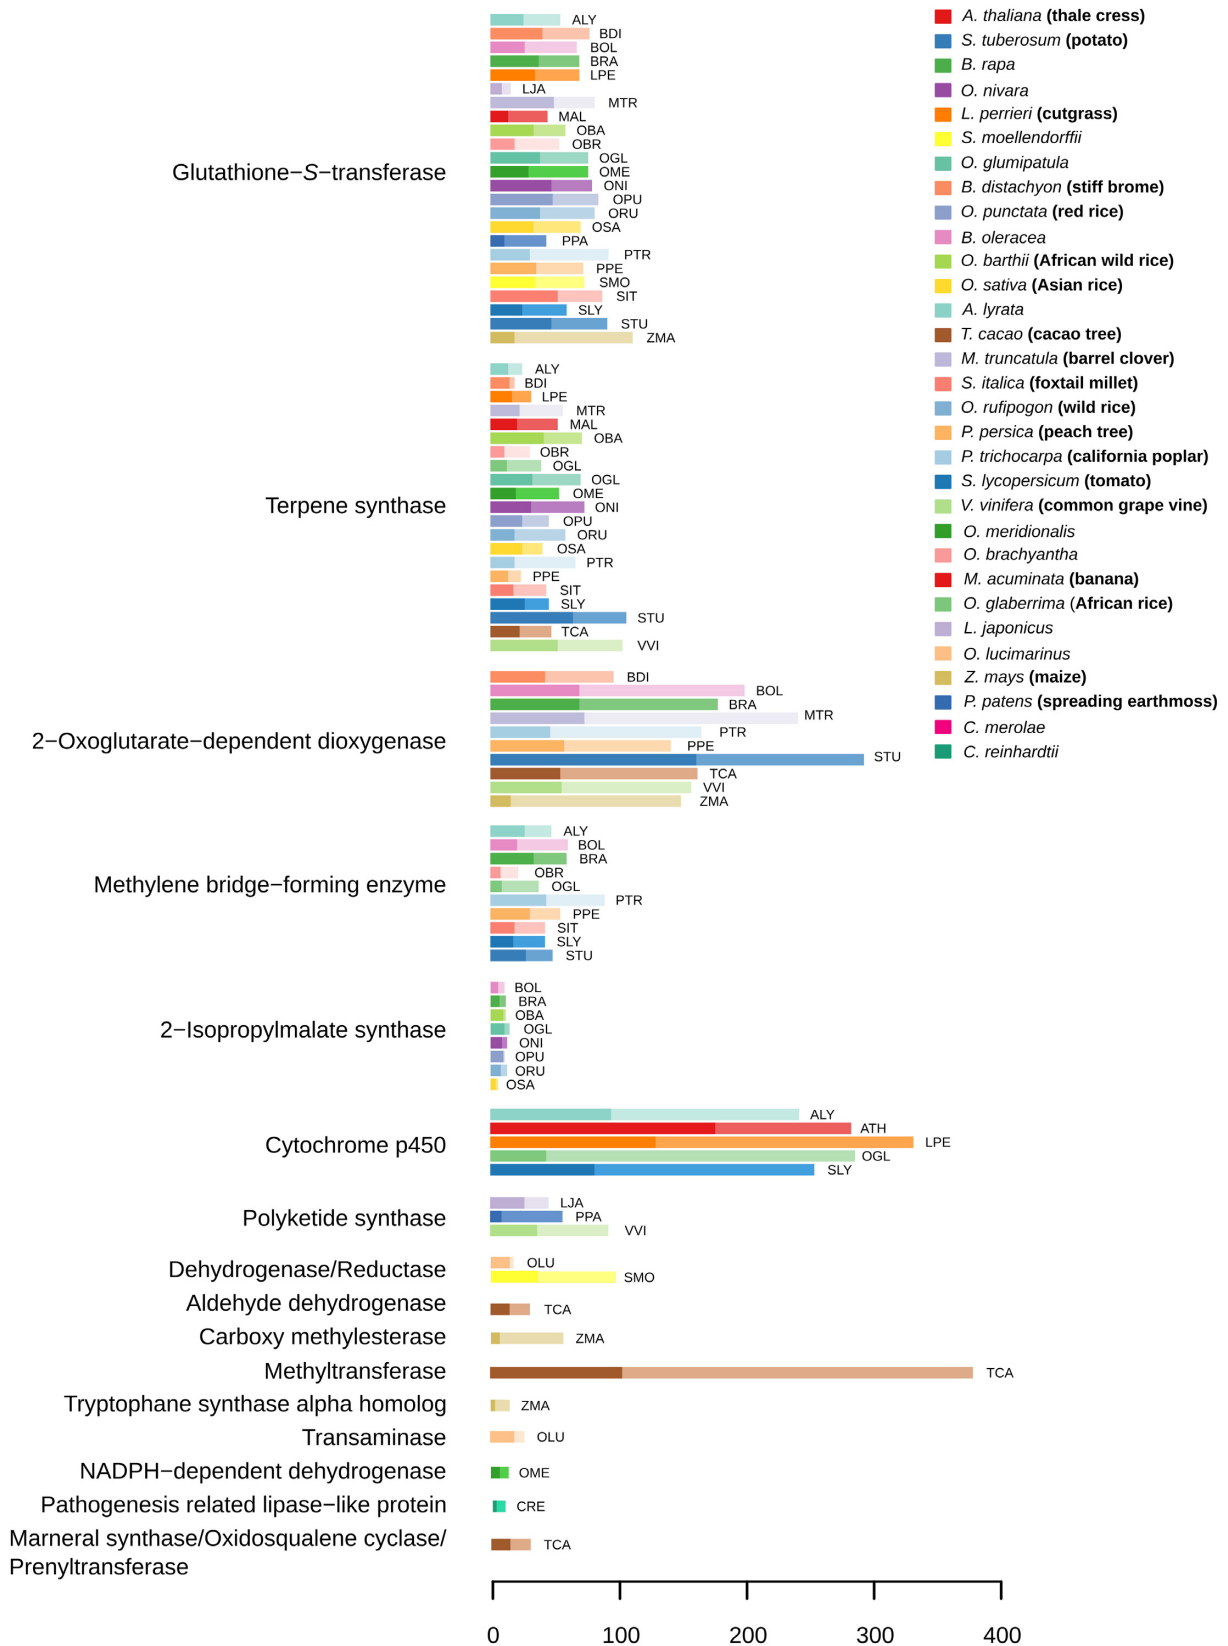 Glutathione−S−transferase
ALY
BDI
BOL
BRA
LPE
LJA
MTR
MAL
OBA
OBR
OGL
OME
ONI
OPU
ORU
OSA
PPA
PTR
PPE
SMO
SIT
SLY
STU
ZMA
Terpene synthase
ALY
BDI
LPE
MTR
MAL
OBA
OBR
OGL
OGL
OME
ONI
OPU
ORU
OSA
PTR
PPE
SIT
SLY
STU
TCA
VVI
2−Oxoglutarate−dependent dioxygenase
BDI
BOL
BRA
MTR
PTR
PPE
STU
TCA
VVI
ZMA
Methylene bridge−forming enzyme
ALY
BOL
BRA
OBR
OGL
PTR
PPE
SIT
SLY
STU
2−Isopropylmalate synthase
BOL
BRA
OBA
OGL
ONI
OPU
ORU
OSA
Cytochrome p450
ALY
ATH
LPE
OGL
SLY
Polyketide synthase
LJA
PPA
VVI
Dehydrogenase/Reductase
OLU
SMO
Aldehyde dehydrogenase
TCA
Carboxy methylesterase
ZMA
Methyltransferase
TCA
Tryptophane synthase alpha homolog
ZMA
Transaminase
OLU
NADPH−dependent dehydrogenase
OME
Pathogenesis related lipase−like protein
CRE
Marneral synthase/Oxidosqualene cyclase/
Prenyltransferase
TCA
0 100 200 300 400
A. thaliana (thale cress)
S. tuberosum (potato)
B. rapa
O. nivara
L. perrieri (cutgrass)
S. moellendorffii
O. glumipatula
B. distachyon (stiff brome)
O. punctata (red rice)
B. oleracea
O. barthii (African wild rice)
O. sativa (Asian rice)
A. lyrata
T. cacao (cacao tree)
M. truncatula (barrel clover)
S. italica (foxtail millet)
O. rufipogon (wild rice)
P. persica (peach tree)
P. trichocarpa (california poplar)
S. lycopersicum (tomato)
V. vinifera (common grape vine)
O. meridionalis
O. brachyantha
M. acuminata (banana)
O. glaberrima (African rice)
L. japonicus
O. lucimarinus
Z. mays (maize)
P. patens (spreading earthmoss)
C. merolae
C. reinhardtii